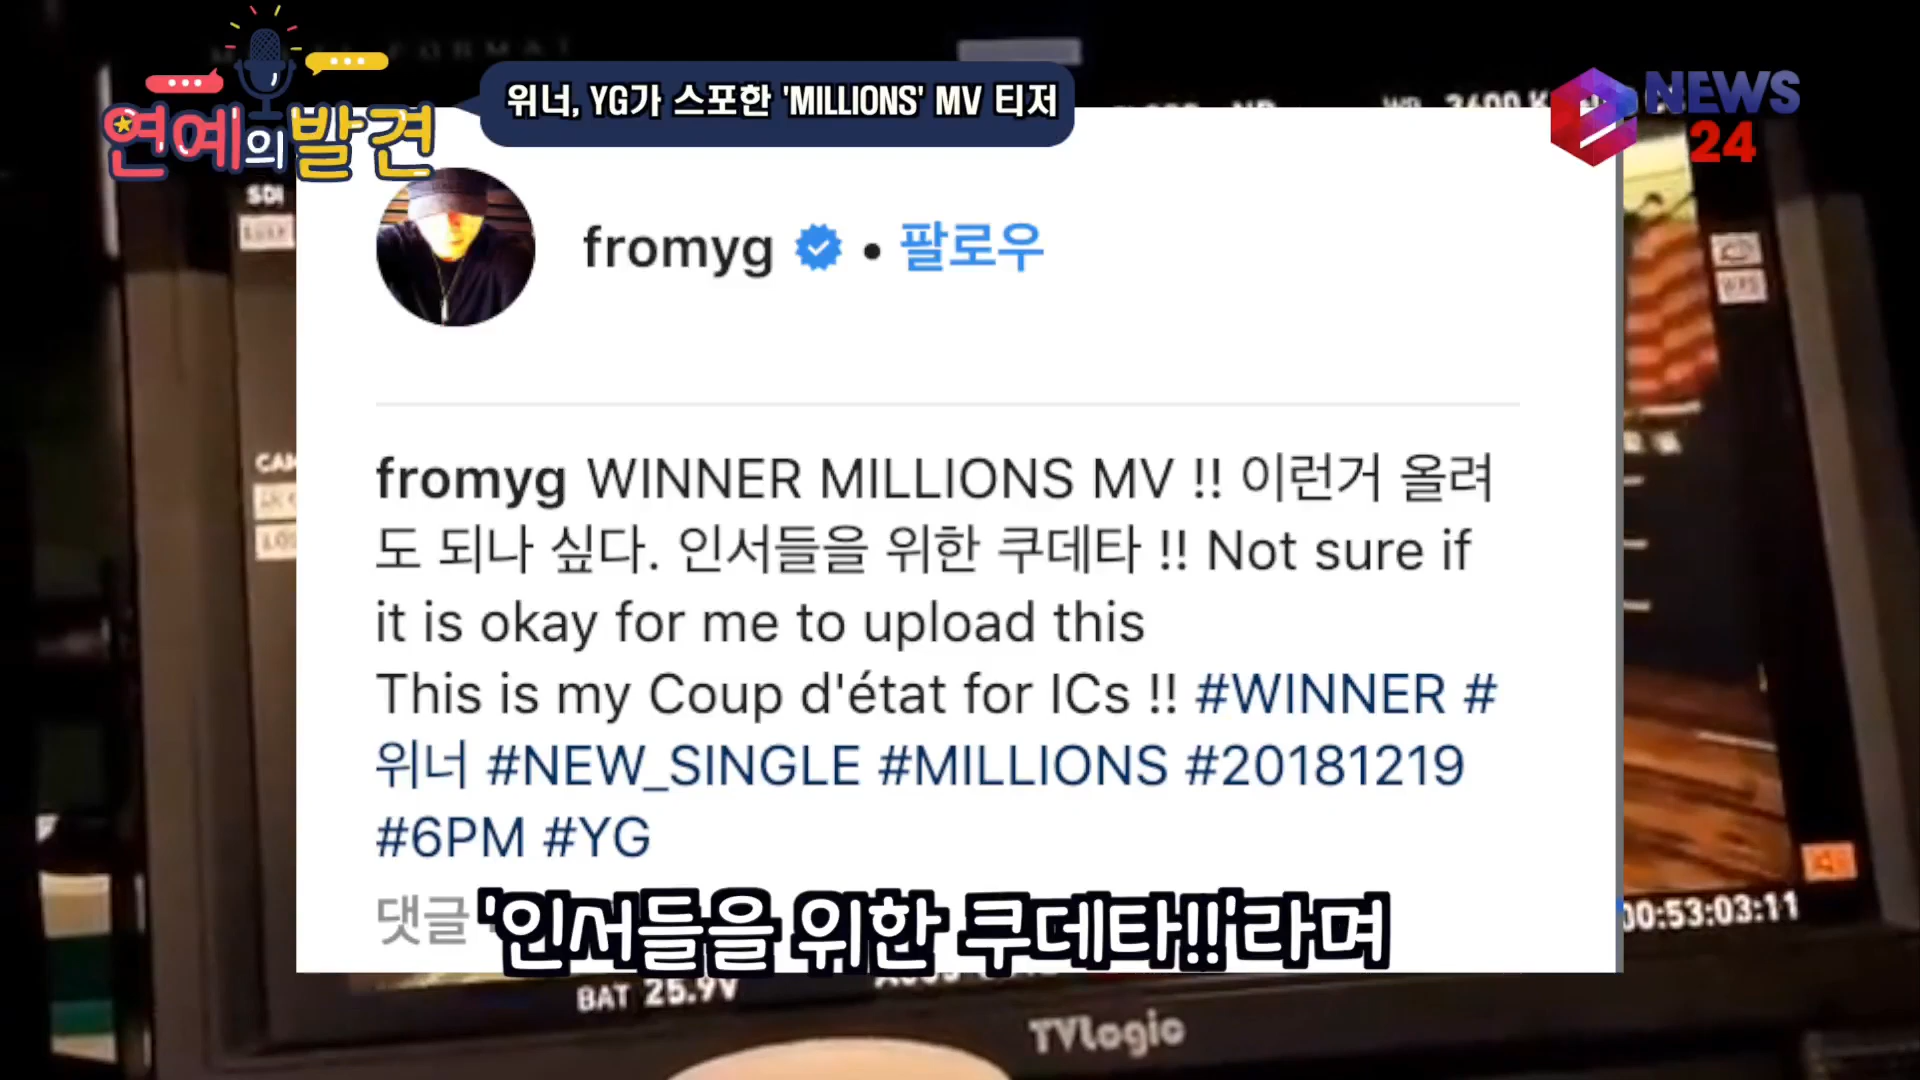 연예의발견
위너, YG가 스포한 'MILLIONS' MV 티저
NEWS
24
SDI
fromyg • 팔로우
CAM
fromyg WINNER MILLIONS MV !! 이런거 올려
도 되나 싶다. 인서들을 위한 쿠데타 !! Not sure if
it is okay for me to upload this
This is my Coup d'état for ICs !! #WINNER #
위너 #NEW_SINGLE #MILLIONS #20181219
#6PM #YG
댓글
'인서들을 위한 쿠데타!!'라며
00:53:03:11
BAT 25.9V
TVlogic